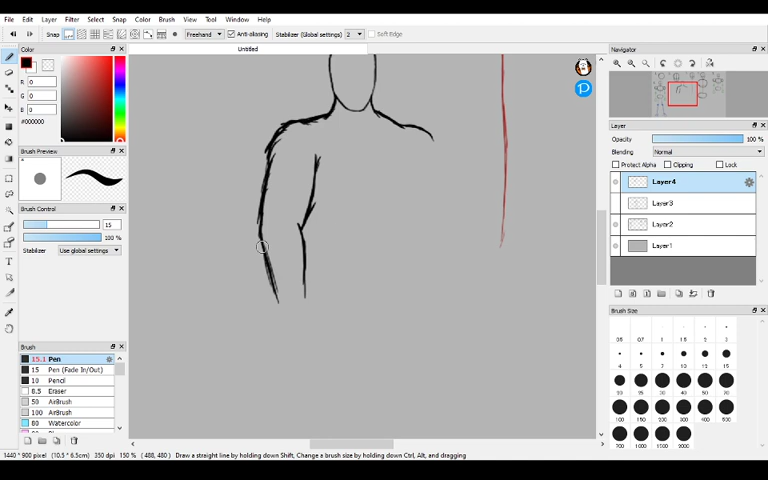 File Edit Layer Filter Select Snap Color Brush View Tool Window Help
Snap Freehand Anti-aliasing Stabilizer (Global settings) 2 Soft Edge
Untitled
Color
R 0
G 0
B 0
#000000
Brush Preview
Brush Control
15
100 %
Stabilizer Use global settings
Brush
15.1 Pen
15 Pen (Fade In/Out)
10 Pencil
8.5 Eraser
50 AirBrush
100 AirBrush
80 Watercolor
Navigator
Layer
Opacity 100 %
Blending Normal
Protect Alpha Clipping Lock
Layer4
Layer3
Layer2
Layer1
Brush Size
1440 * 900 pixel (10.5 * 6.5cm) 350 dpi 150 % ( 488, 480 ) Draw a straight line by holding down Shift, Change a brush size by holding down Ctrl, Alt, and dragging